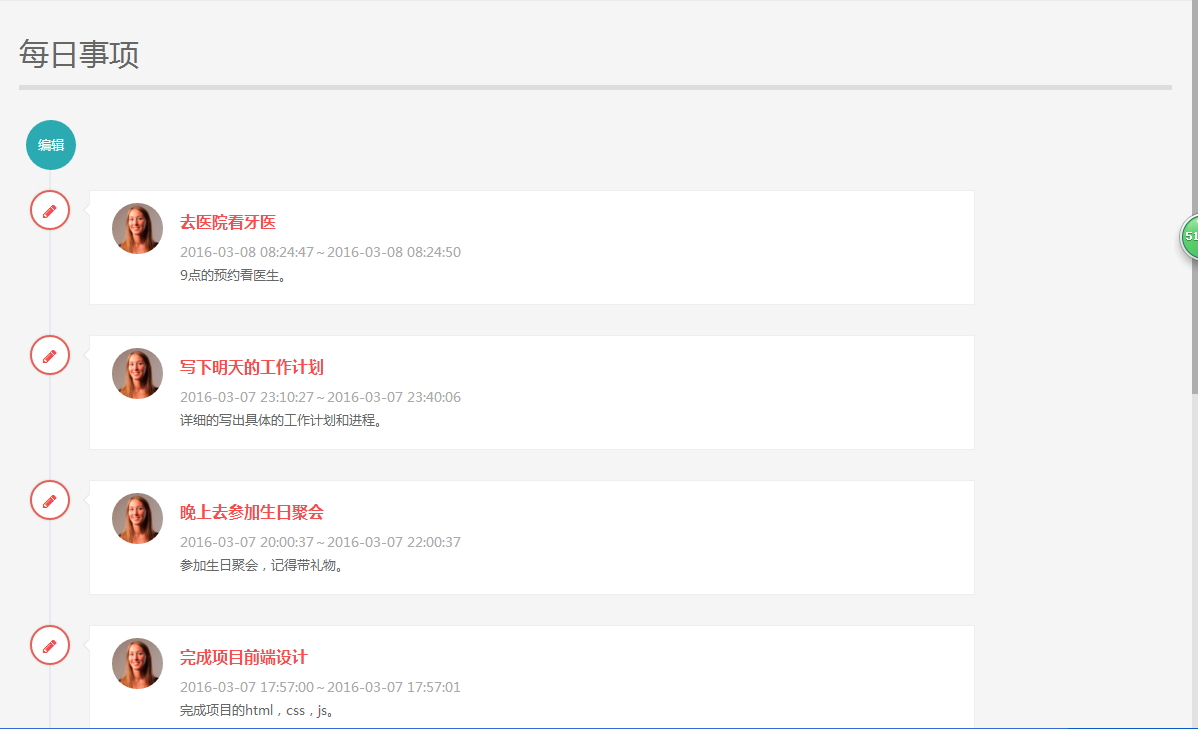 每日事项
编辑
去医院看牙医
2016-03-08 08:24:47～2016-03-08 08:24:50
9点的预约看医生。
写下明天的工作计划
2016-03-07 23:10:27～2016-03-07 23:40:06
详细的写出具体的工作计划和进程。
晚上去参加生日聚会
2016-03-07 20:00:37～2016-03-07 22:00:37
参加生日聚会，记得带礼物。
完成项目前端设计
2016-03-07 17:57:00～2016-03-07 17:57:01
完成项目的html，css，js。